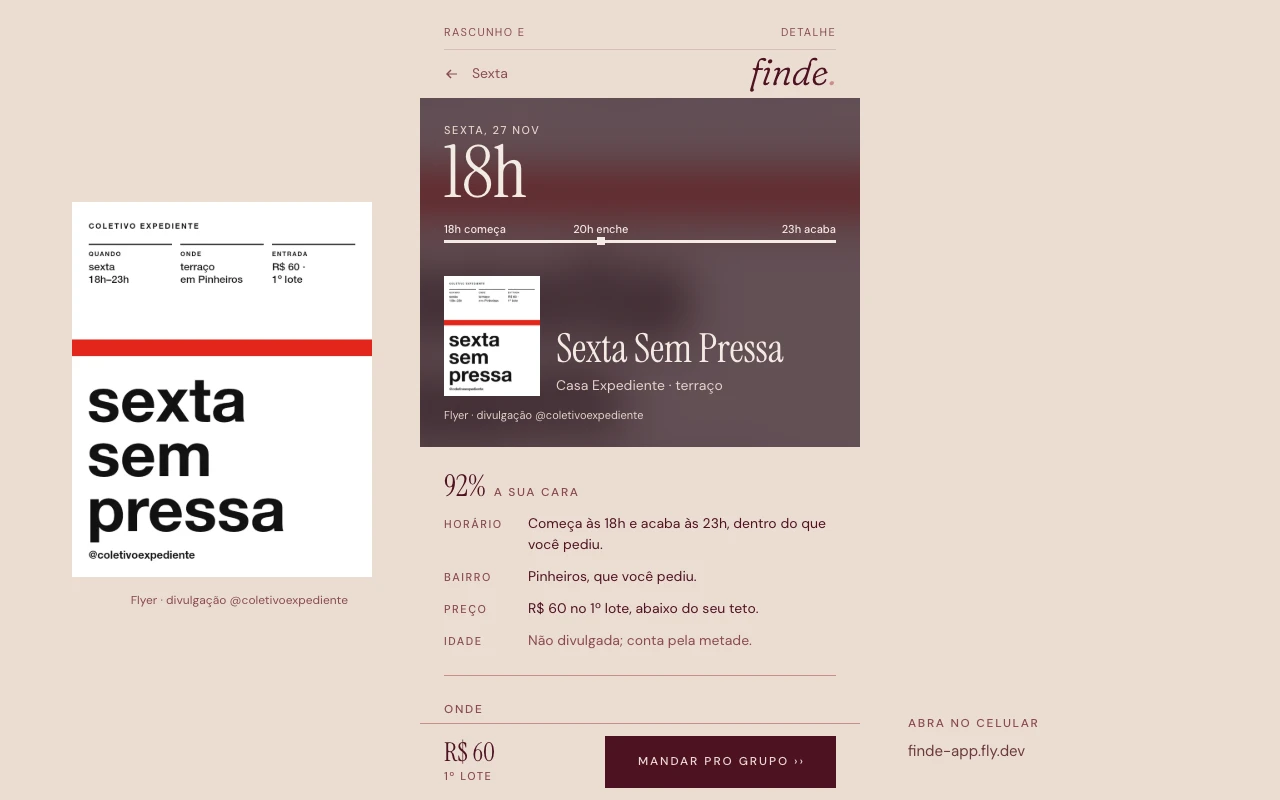 RASCUNHO E
DETALHE
← Sexta
finde.
COLETIVO EXPEDIENTE
QUANDO
sexta
18h–23h
ONDE
terraço
em Pinheiros
ENTRADA
R$ 60 ·
1º lote
sexta
sem
pressa
@coletivoexpediente
Flyer · divulgação @coletivoexpediente
SEXTA, 27 NOV
18h
18h começa
20h enche
23h acaba
COLETIVO EXPEDIENTE
sexta
sem
pressa
@coletivoexpediente
Sexta Sem Pressa
Casa Expediente · terraço
Flyer · divulgação @coletivoexpediente
92% A SUA CARA
HORÁRIO
Começa às 18h e acaba às 23h, dentro do que
você pediu.
BAIRRO
Pinheiros, que você pediu.
PREÇO
R$ 60 no 1º lote, abaixo do seu teto.
IDADE
Não divulgada; conta pela metade.
ONDE
R$ 60
1º LOTE
MANDAR PRO GRUPO ››
ABRA NO CELULAR
finde-app.fly.dev